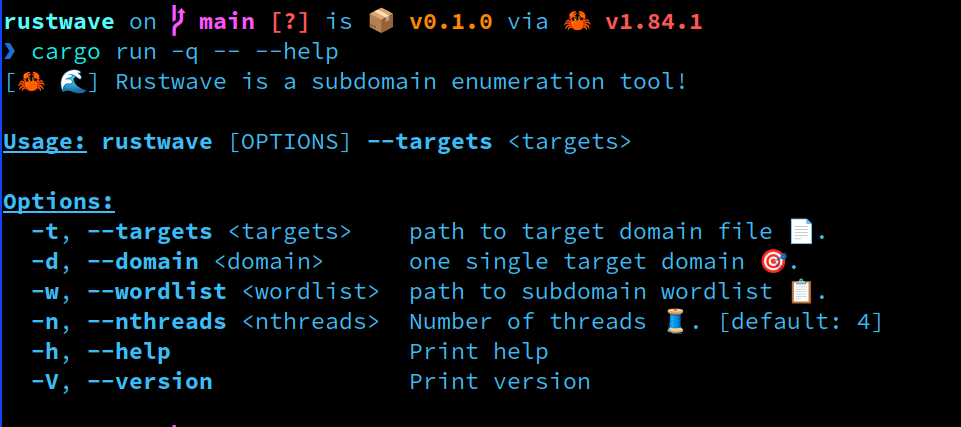 rustwave on main [?] is 📦 v0.1.0 via 🦀 v1.84.1
❯ cargo run -q -- --help
[🦀 🌊] Rustwave is a subdomain enumeration tool!
Usage: rustwave [OPTIONS] --targets <targets>
Options:
-t, --targets <targets> path to target domain file 📄.
-d, --domain <domain> one single target domain 🎯.
-w, --wordlist <wordlist> path to subdomain wordlist 📋.
-n, --nthreads <nthreads> Number of threads 🧵. [default: 4]
-h, --help Print help
-V, --version Print version